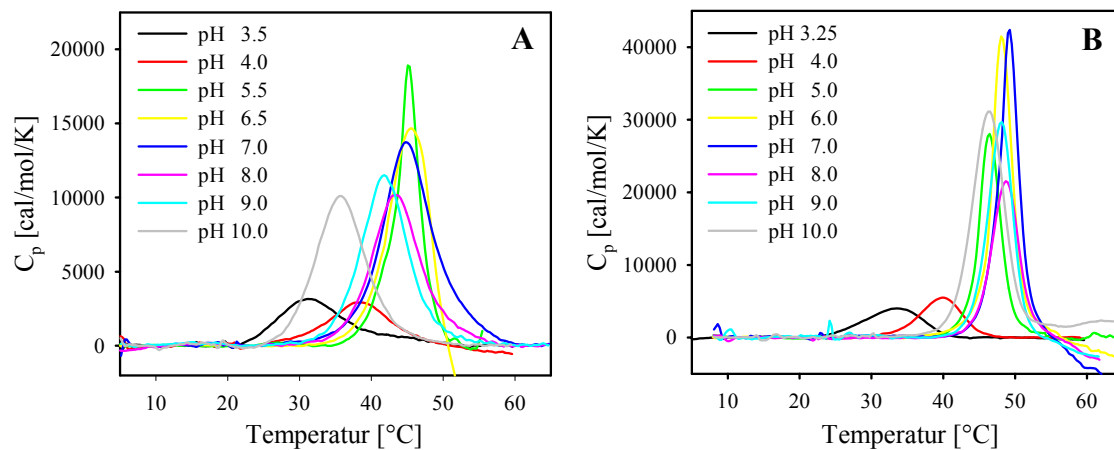 A
pH 3.5
pH 4.0
pH 5.5
pH 6.5
pH 7.0
pH 8.0
pH 9.0
pH 10.0
20000
15000
10000
5000
0
Cp [cal/mol/K]
10 20 30 40 50 60
Temperatur [°C]
B
pH 3.25
pH 4.0
pH 5.0
pH 6.0
pH 7.0
pH 8.0
pH 9.0
pH 10.0
40000
30000
20000
10000
0
Cp [cal/mol/K]
10 20 30 40 50 60
Temperatur [°C]